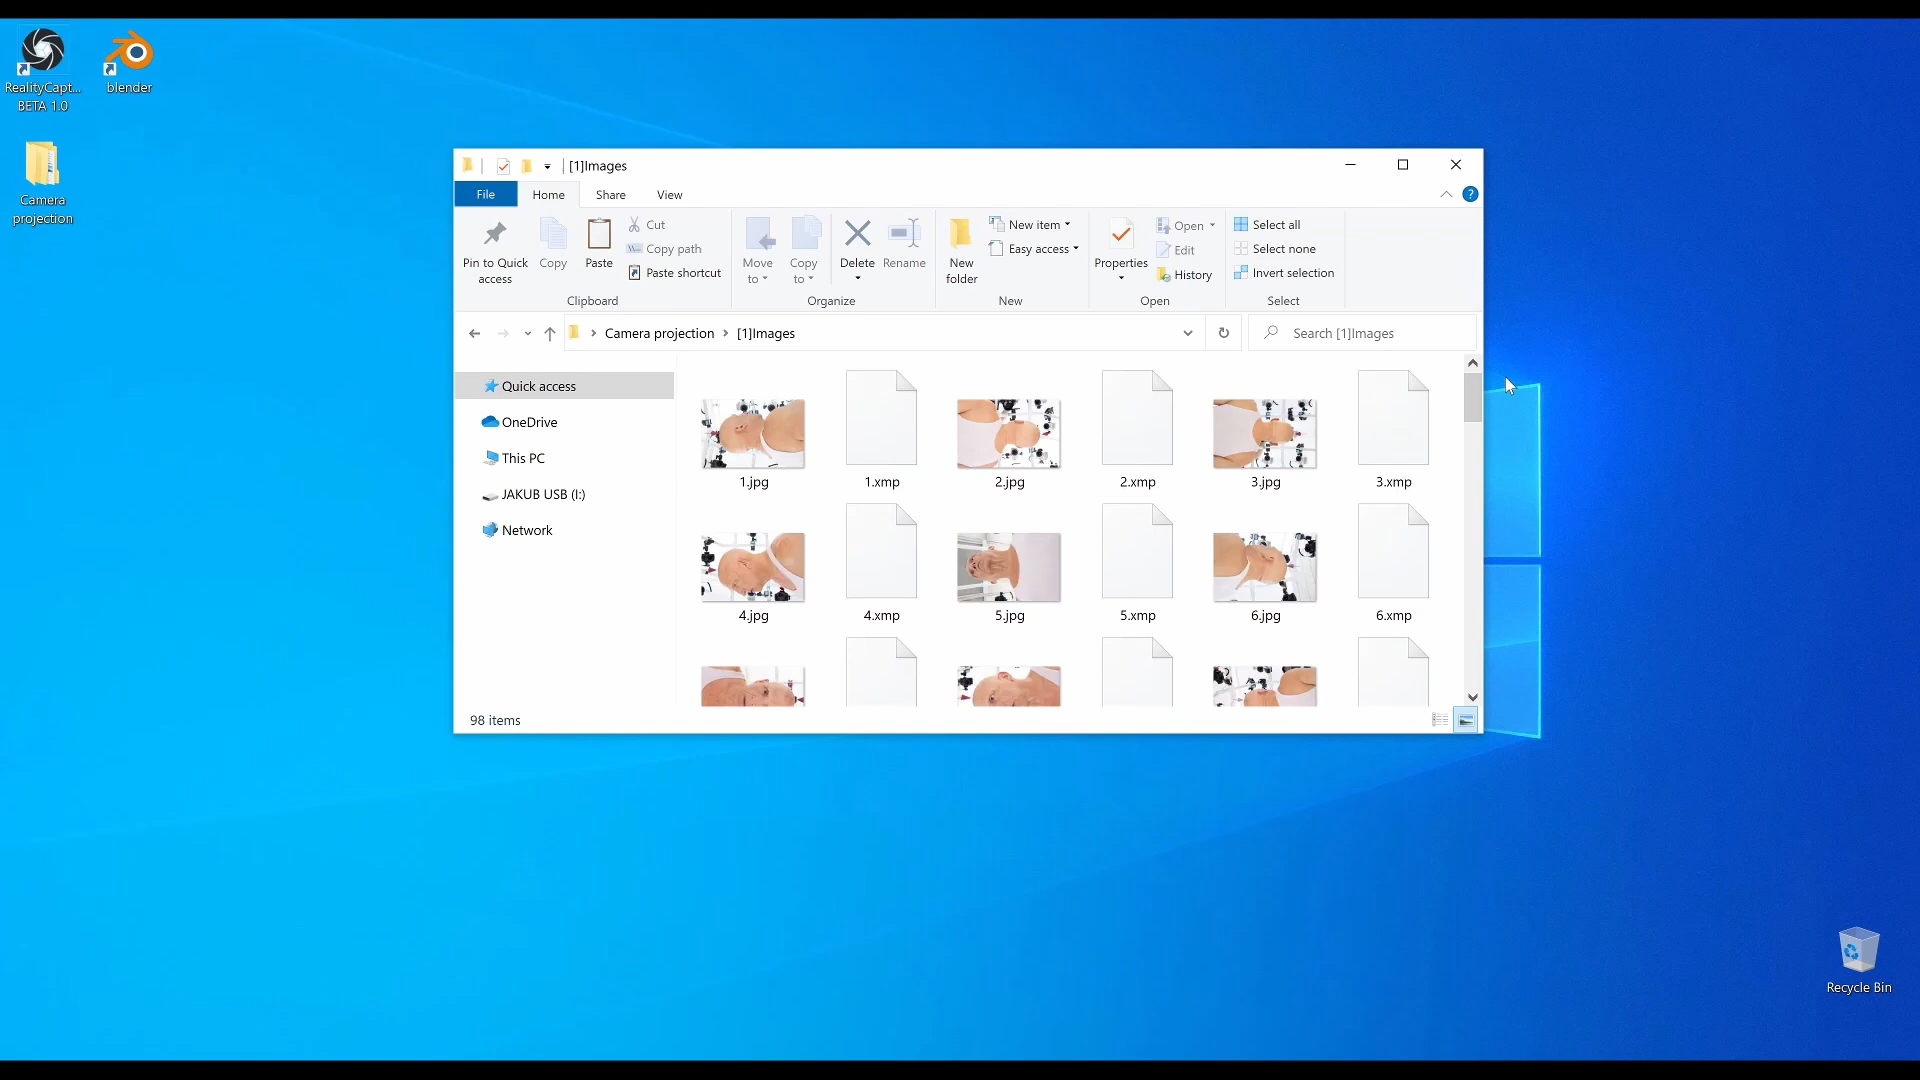 RealityCapt...
BETA 1.0
blender
Camera
projection
[1]Images
File
Home
Share
View
?
Pin to Quick
access
Copy
Paste
Cut
Copy path
Paste shortcut
Clipboard
Move
to
Copy
to
Delete
Rename
Organize
New
folder
New item
Easy access
New
Properties
Open
Edit
History
Open
Select all
Select none
Invert selection
Select
Camera projection
[1]Images
Search [1]Images
Quick access
OneDrive
This PC
JAKUB USB (I:)
Network
1.jpg
1.xmp
2.jpg
2.xmp
3.jpg
3.xmp
4.jpg
4.xmp
5.jpg
5.xmp
6.jpg
6.xmp
98 items
Recycle Bin